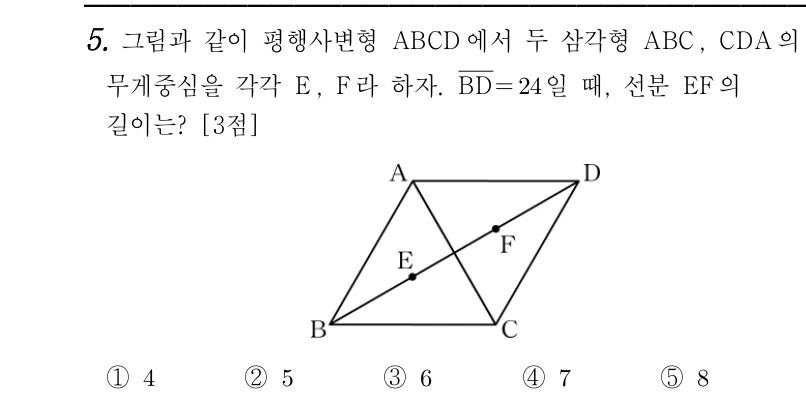 5. 그림과 같이 평행사변형 ABCD에서 두 삼각형 ABC, CDA의
무게중심을 각각 E, F라 하자. $\overline{BD}=24$일 때, 선분 EF의
길이는? [3점]
A D
F
E
B C
① 4 ② 5 ③ 6 ④ 7 ⑤ 8